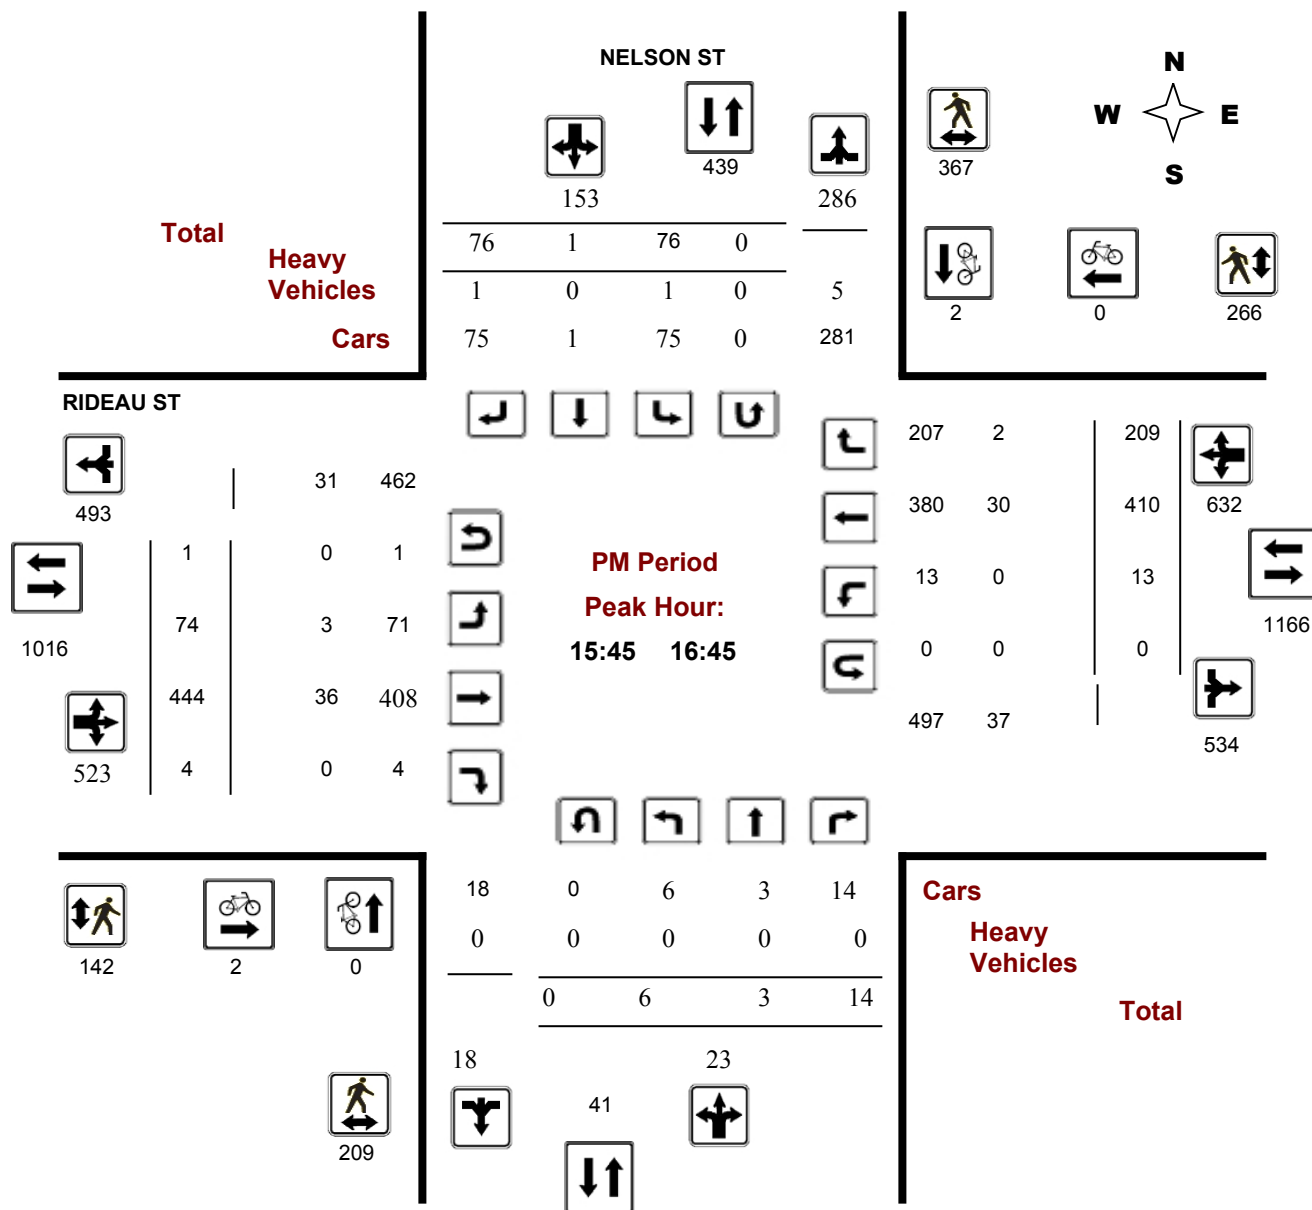 NELSON ST
N
W E
S
439
367
153 286
Total
76 1 76 0
Heavy
Vehicles
1 0 1 0 5
2 0 266
Cars
75 1 75 0 281
RIDEAU ST
207 2 209
31 462
493
380 30 410 632
1 0 1
PM Period
13 0 13
Peak Hour:
74 3 71
1166
1016
15:45 16:45
0 0 0
444 36 408
497 37
534
523 4 0 4
18 0 6 3 14
Cars
0 0 0 0 0
Heavy
Vehicles
142 2 0
0 6 3 14
Total
18 23
41
209